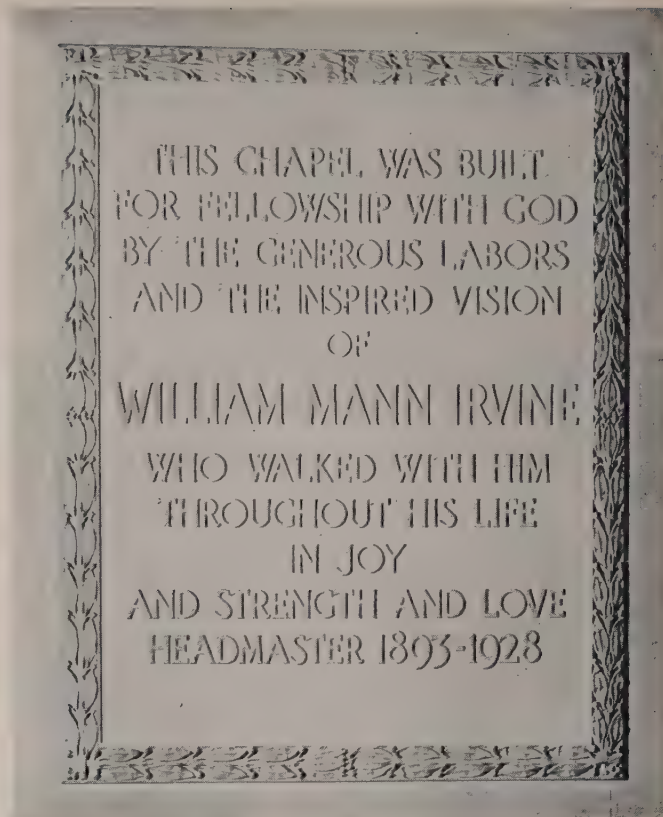 THIS CHAPEL WAS BUILT
FOR FELLOWSHIP WITH GOD
BY THE GENEROUS LABORS
AND THE INSPIRED VISION
OF
WILLIAM MANN IRVINE
WHO WALKED WITH HIM
THROUGHOUT HIS LIFE
IN JOY
AND STRENGTH AND LOVE
HEADMASTER 1893-1928